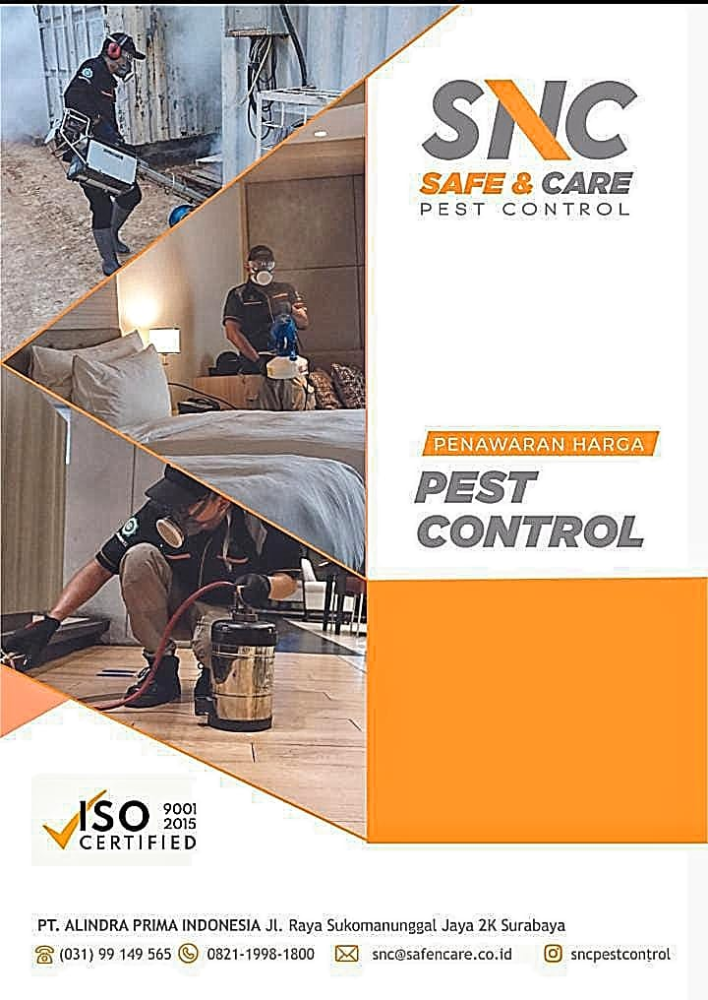 SNC
SAFE & CARE
PEST CONTROL
PENAWARAN HARGA
PEST
CONTROL
ISO 9001
2015
CERTIFIED
PT. ALINDRA PRIMA INDONESIA Jl. Raya Sukomanunggal Jaya 2K Surabaya
(031) 99 149 565 0821-1998-1800 snc@safencare.co.id sncpestcontrol